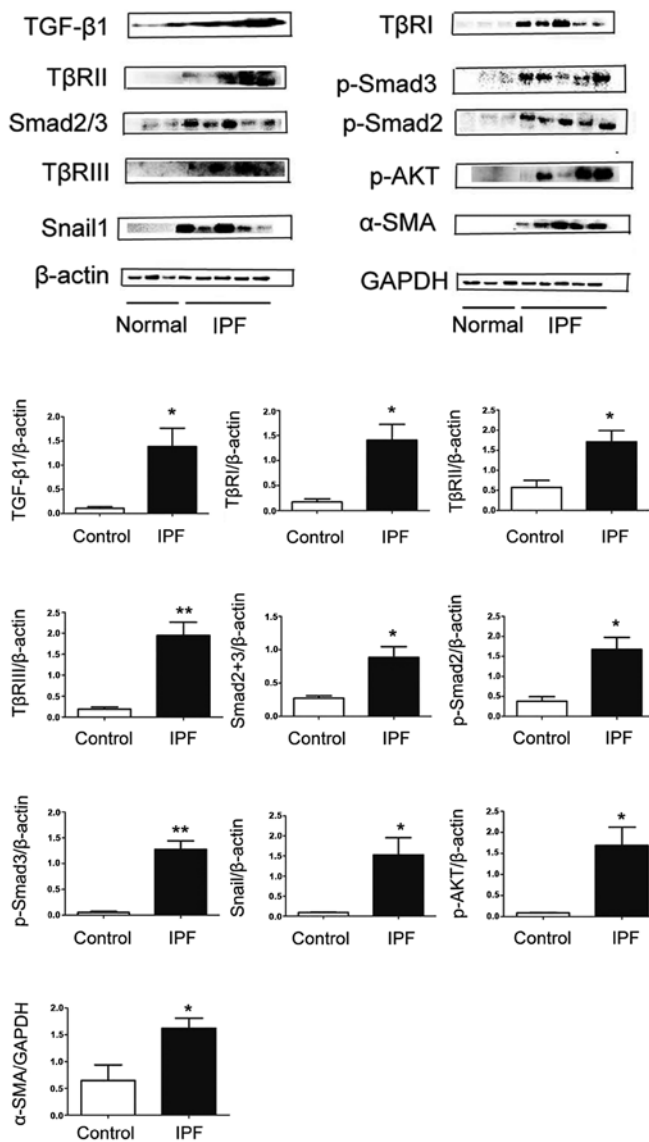 TGF-β1
TβRII
Smad2/3
TβRIII
Snail1
β-actin
Normal IPF
TβRI
p-Smad3
p-Smad2
p-AKT
α-SMA
GAPDH
Normal IPF
TGF-β1/β-actin
2.0
1.5
1.0
0.5
0.0
*
Control IPF
TβRI/β-actin
2.0
1.5
1.0
0.5
0.0
*
Control IPF
TβRII/β-actin
2.5
2.0
1.5
1.0
0.5
0.0
*
Control IPF
TβRIII/β-actin
2.5
2.0
1.5
1.0
0.5
0.0
**
Control IPF
Smad2+3/β-actin
1.5
1.0
0.5
0.0
*
Control IPF
p-Smad2/β-actin
2.5
2.0
1.5
1.0
0.5
0.0
*
Control IPF
p-Smad3/β-actin
2.0
1.5
1.0
0.5
0.0
**
Control IPF
Snail/β-actin
2.5
2.0
1.5
1.0
0.5
0.0
*
Control IPF
p-AKT/β-actin
2.5
2.0
1.5
1.0
0.5
0.0
*
Control IPF
α-SMA/GAPDH
2.0
1.5
1.0
0.5
0.0
*
Control IPF